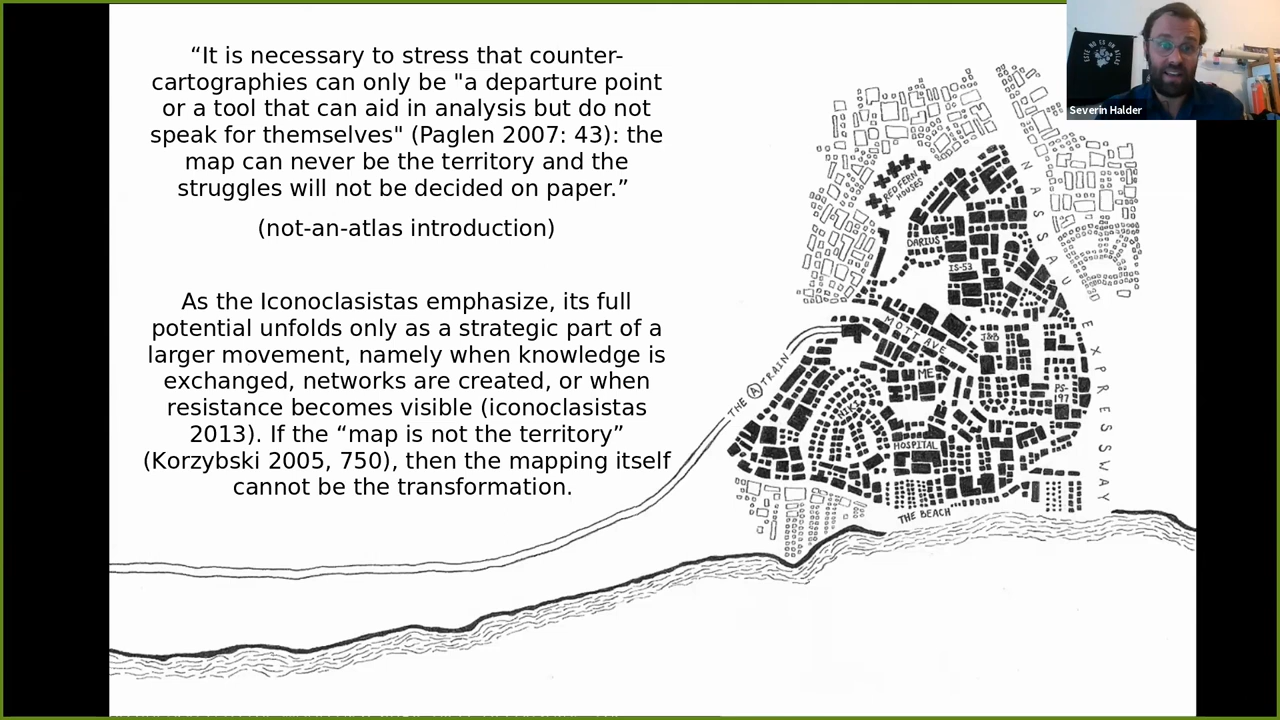 “It is necessary to stress that counter-
cartographies can only be "a departure point
or a tool that can aid in analysis but do not
speak for themselves" (Paglen 2007: 43): the
map can never be the territory and the
struggles will not be decided on paper.”
(not-an-atlas introduction)
As the Iconoclasistas emphasize, its full
potential unfolds only as a strategic part of a
larger movement, namely when knowledge is
exchanged, networks are created, or when
resistance becomes visible (iconoclasistas
2013). If the “map is not the territory”
(Korzybski 2005, 750), then the mapping itself
cannot be the transformation.
ESTE NO ES UN ATLAS
Severin Halder
RED FERN
HOUSES
NASSAU EXPRESSWAY
DARIUS
IS-53
MOTT AVE
J&B
THE A TRAIN
ME
PS-
197
NIKI
HOSPITAL
THE BEACH